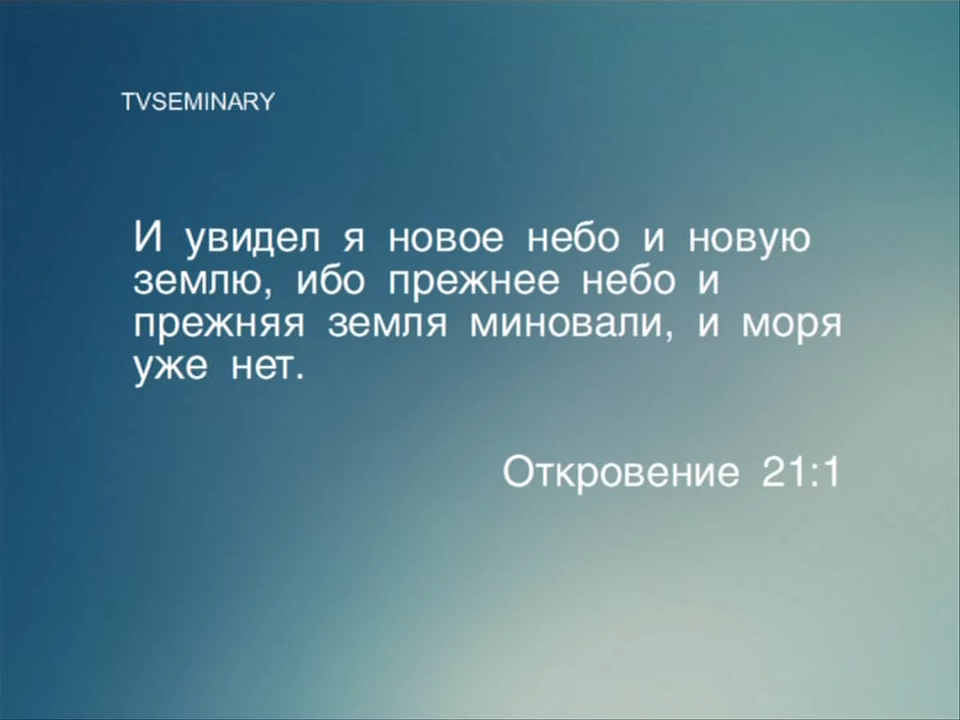 TVSEMINARY
И увидел я новое небо и новую
землю, ибо прежнее небо и
прежняя земля миновали, и моря
уже нет.
Откровение 21:1